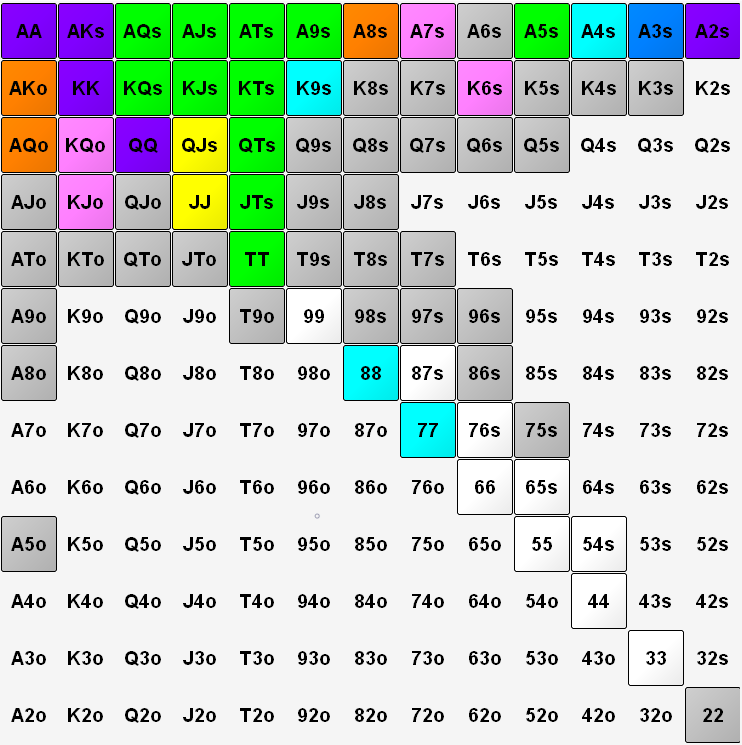 AA AKs AQs AJs ATs A9s A8s A7s A6s A5s A4s A3s A2s
AKo KK KQs KJs KTs K9s K8s K7s K6s K5s K4s K3s K2s
AQo KQo QQ QJs QTs Q9s Q8s Q7s Q6s Q5s Q4s Q3s Q2s
AJo KJo QJo JJ JTs J9s J8s J7s J6s J5s J4s J3s J2s
ATo KTo QTo JTo TT T9s T8s T7s T6s T5s T4s T3s T2s
A9o K9o Q9o J9o T9o 99 98s 97s 96s 95s 94s 93s 92s
A8o K8o Q8o J8o T8o 98o 88 87s 86s 85s 84s 83s 82s
A7o K7o Q7o J7o T7o 97o 87o 77 76s 75s 74s 73s 72s
A6o K6o Q6o J6o T6o 96o 86o 76o 66 65s 64s 63s 62s
A5o K5o Q5o J5o T5o 95o 85o 75o 65o 55 54s 53s 52s
A4o K4o Q4o J4o T4o 94o 84o 74o 64o 54o 44 43s 42s
A3o K3o Q3o J3o T3o 93o 83o 73o 63o 53o 43o 33 32s
A2o K2o Q2o J2o T2o 92o 82o 72o 62o 52o 42o 32o 22